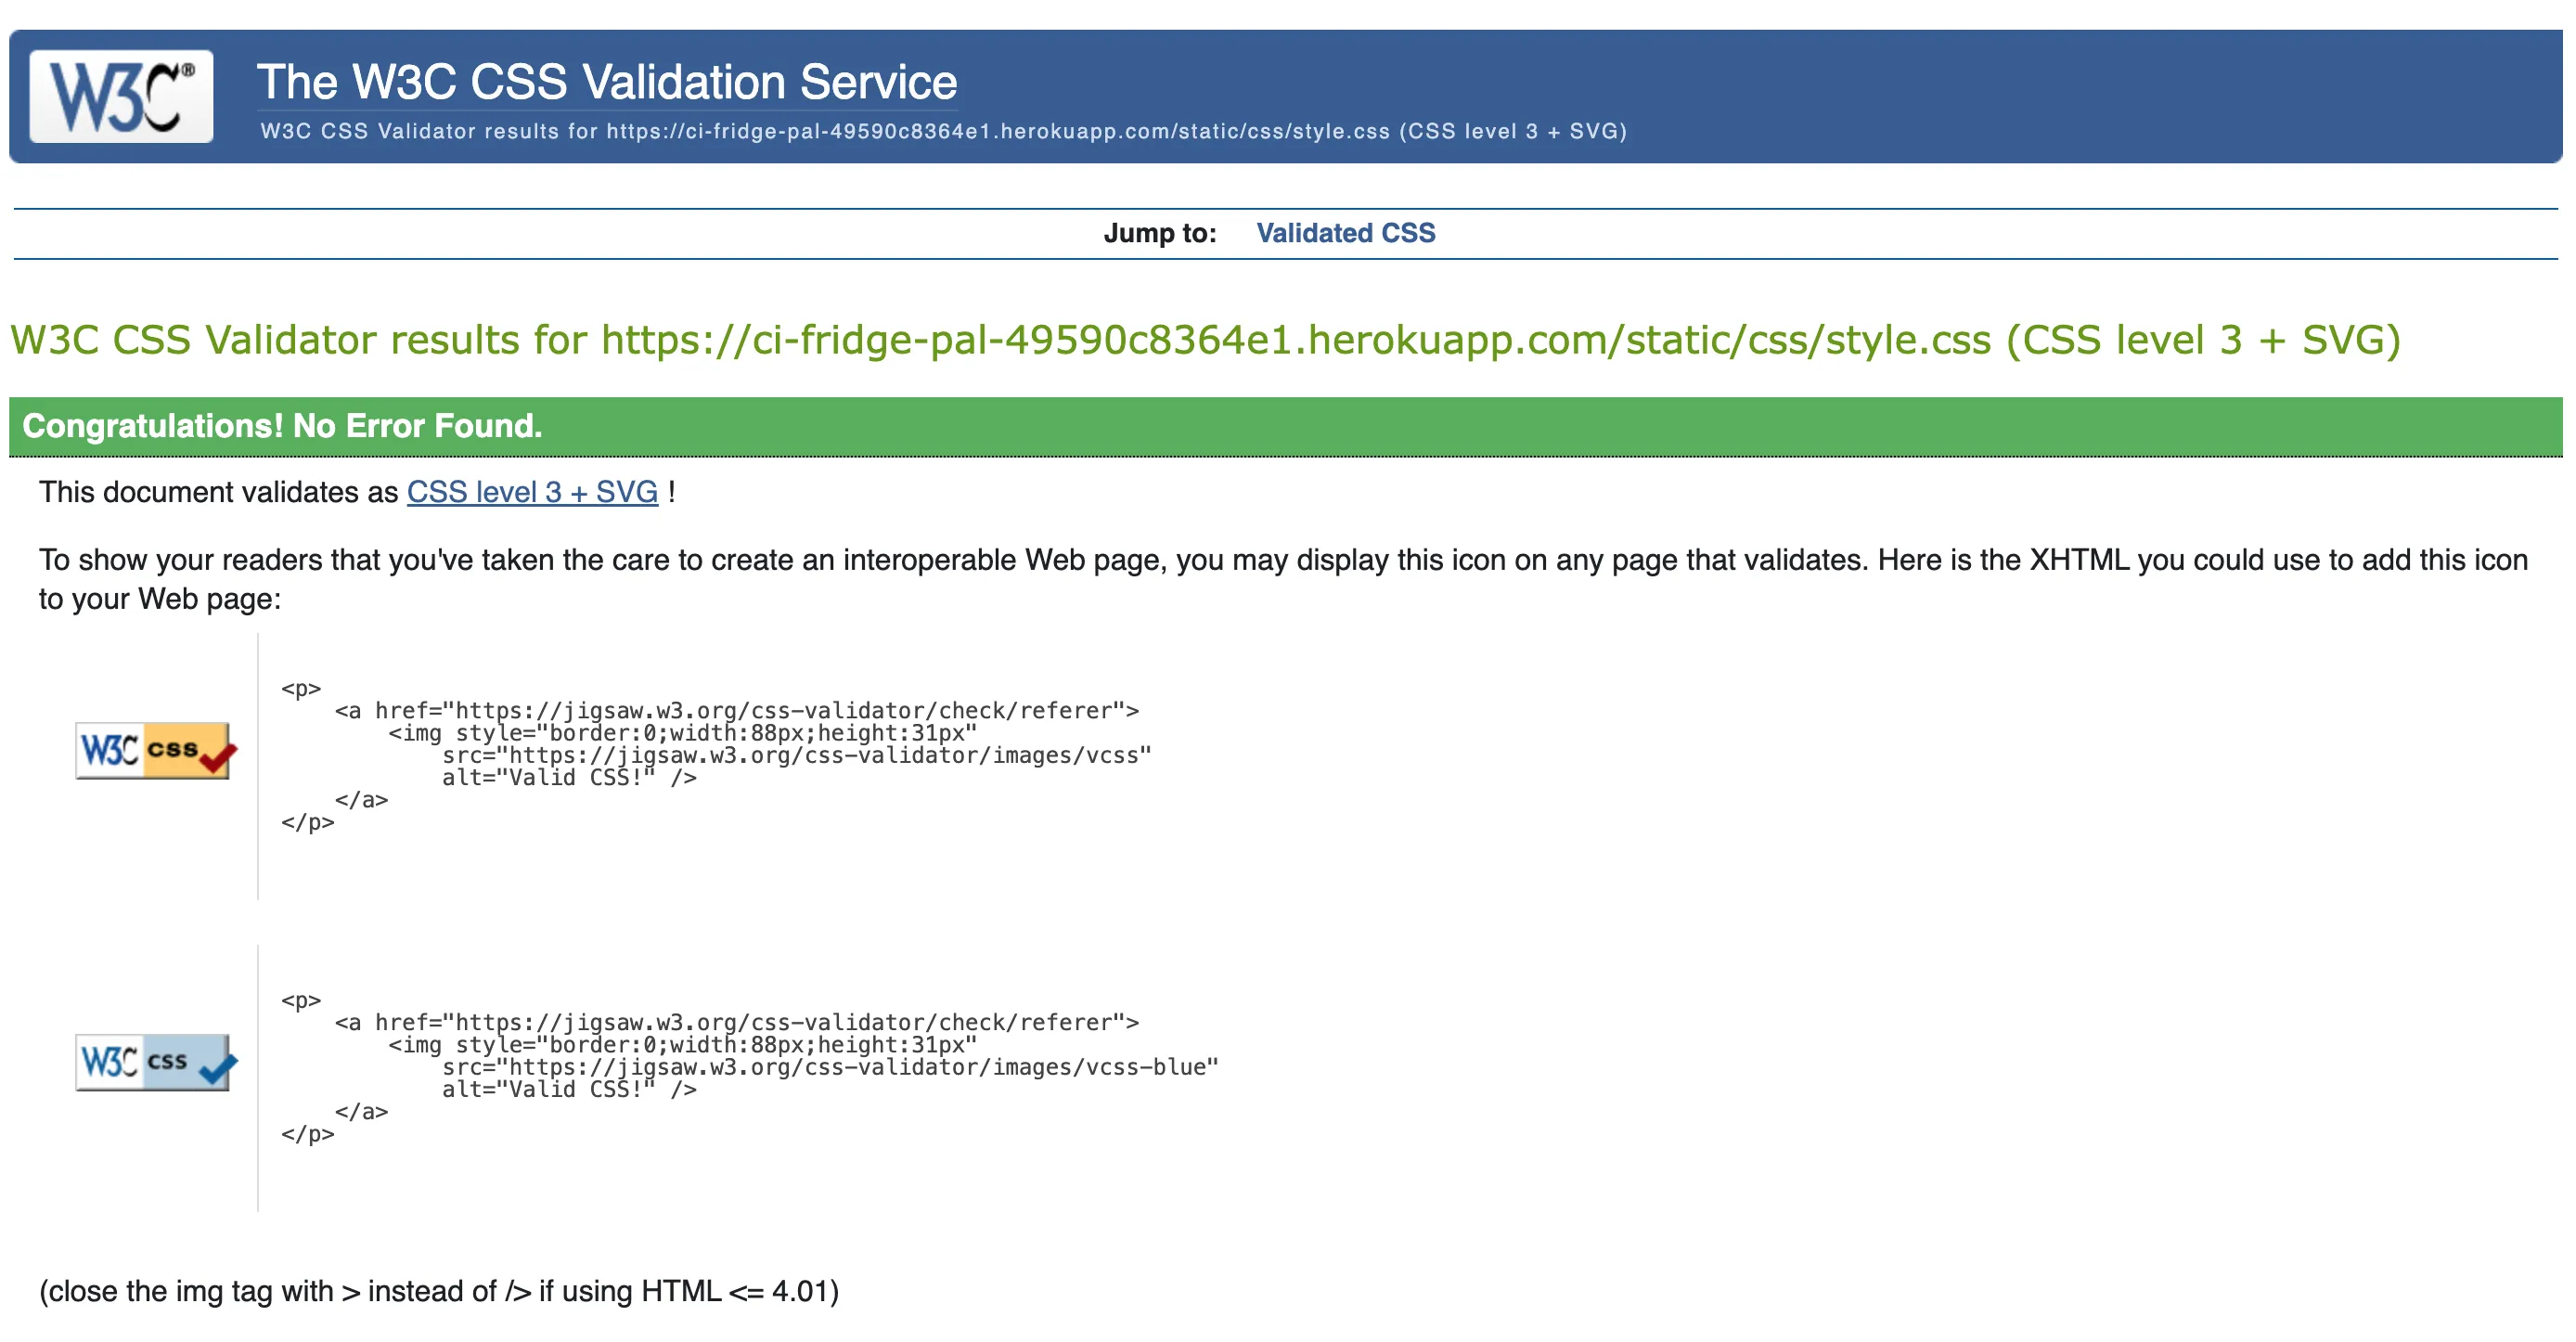 W3C®
The W3C CSS Validation Service
W3C CSS Validator results for https://ci-fridge-pal-49590c8364e1.herokuapp.com/static/css/style.css (CSS level 3 + SVG)
Jump to: Validated CSS
W3C CSS Validator results for https://ci-fridge-pal-49590c8364e1.herokuapp.com/static/css/style.css (CSS level 3 + SVG)
Congratulations! No Error Found.
This document validates as CSS level 3 + SVG !
To show your readers that you've taken the care to create an interoperable Web page, you may display this icon on any page that validates. Here is the XHTML you could use to add this icon
to your Web page:
W3C css
<p>
    <a href="https://jigsaw.w3.org/css-validator/check/referer">
        <img style="border:0;width:88px;height:31px"
            src="https://jigsaw.w3.org/css-validator/images/vcss"
            alt="Valid CSS!" />
    </a>
</p>
W3C css
<p>
    <a href="https://jigsaw.w3.org/css-validator/check/referer">
        <img style="border:0;width:88px;height:31px"
            src="https://jigsaw.w3.org/css-validator/images/vcss-blue"
            alt="Valid CSS!" />
    </a>
</p>
(close the img tag with > instead of /> if using HTML <= 4.01)